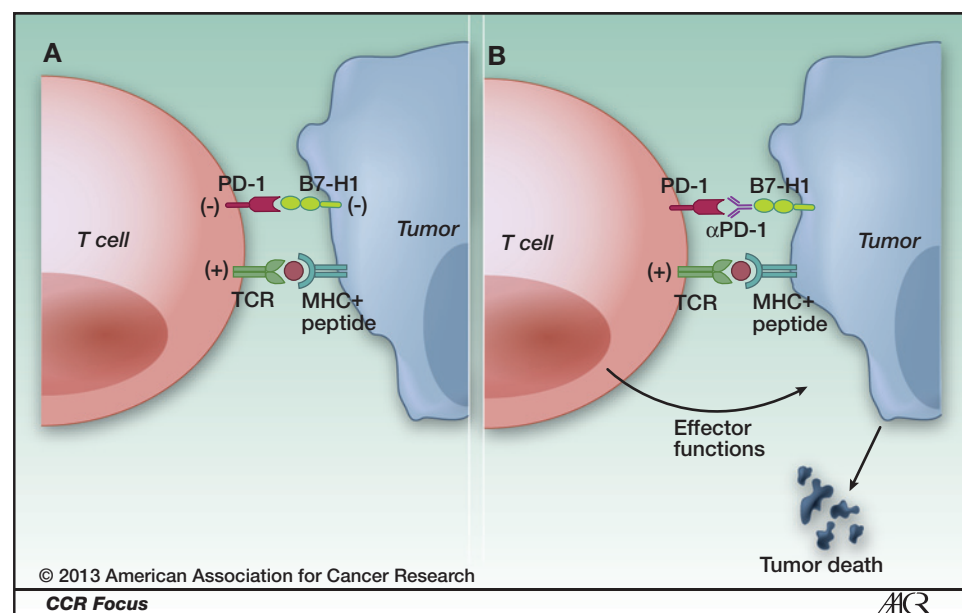 A
PD-1
B7-H1
(-)
(-)
T cell
Tumor
(+)
TCR
MHC+
peptide
B
PD-1
B7-H1
αPD-1
T cell
Tumor
(+)
TCR
MHC+
peptide
Effector
functions
Tumor death
© 2013 American Association for Cancer Research
CCR Focus
AACR